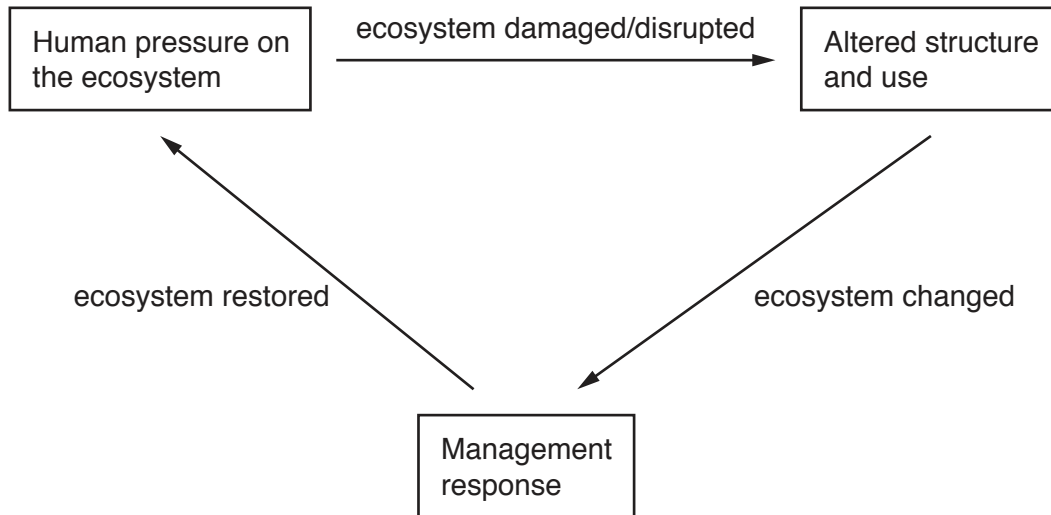 Human pressure on
the ecosystem
ecosystem damaged/disrupted
Altered structure
and use
ecosystem restored
ecosystem changed
Management
response